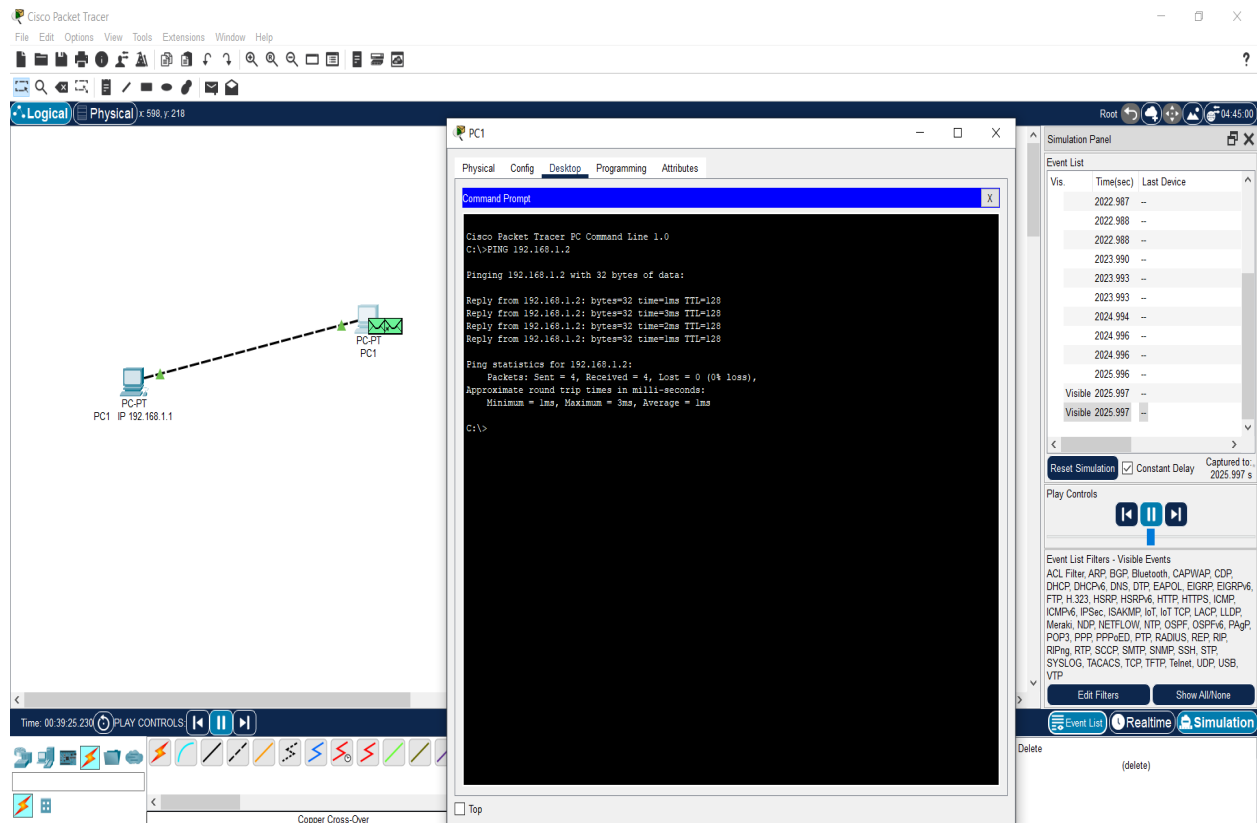 Cisco Packet Tracer
File Edit Options View Tools Extensions Window Help
?
Logical Physical x: 598, y: 218
Root 04:45:00
PC-PT
PC1
PC-PT
PC1 IP 192.168.1.1
PC1
Physical Config Desktop Programming Attributes
Command Prompt X
Cisco Packet Tracer PC Command Line 1.0
C:\>PING 192.168.1.2
Pinging 192.168.1.2 with 32 bytes of data:
Reply from 192.168.1.2: bytes=32 time=1ms TTL=128
Reply from 192.168.1.2: bytes=32 time=3ms TTL=128
Reply from 192.168.1.2: bytes=32 time=2ms TTL=128
Reply from 192.168.1.2: bytes=32 time=1ms TTL=128
Ping statistics for 192.168.1.2:
Packets: Sent = 4, Received = 4, Lost = 0 (0% loss),
Approximate round trip times in milli-seconds:
Minimum = 1ms, Maximum = 3ms, Average = 1ms
C:\>
Top
Simulation Panel
Event List
Vis. Time(sec) Last Device
2022.987 --
2022.988 --
2022.988 --
2023.990 --
2023.993 --
2023.993 --
2024.994 --
2024.996 --
2024.996 --
2025.996 --
Visible 2025.997 --
Visible 2025.997 --
Reset Simulation Constant Delay Captured to:,
2025.997 s
Play Controls
Event List Filters - Visible Events
ACL Filter, ARP, BGP, Bluetooth, CAPWAP, CDP,
DHCP, DHCPv6, DNS, DTP, EAPOL, EIGRP, EIGRPv6,
FTP, H.323, HSRP, HSRPv6, HTTP, HTTPS, ICMP,
ICMPv6, IPSec, ISAKMP, IoT, IoT TCP, LACP, LLDP,
Meraki, NDP, NETFLOW, NTP, OSPF, OSPFv6, PAgP,
POP3, PPP, PPPoED, PTP, RADIUS, REP, RIP,
RIPng, RTP, SCCP, SMTP, SNMP, SSH, STP,
SYSLOG, TACACS, TCP, TFTP, Telnet, UDP, USB,
VTP
Edit Filters Show All/None
Time: 00:39:25.230 PLAY CONTROLS:
Event List Realtime Simulation
Delete
(delete)
Copper Cross-Over